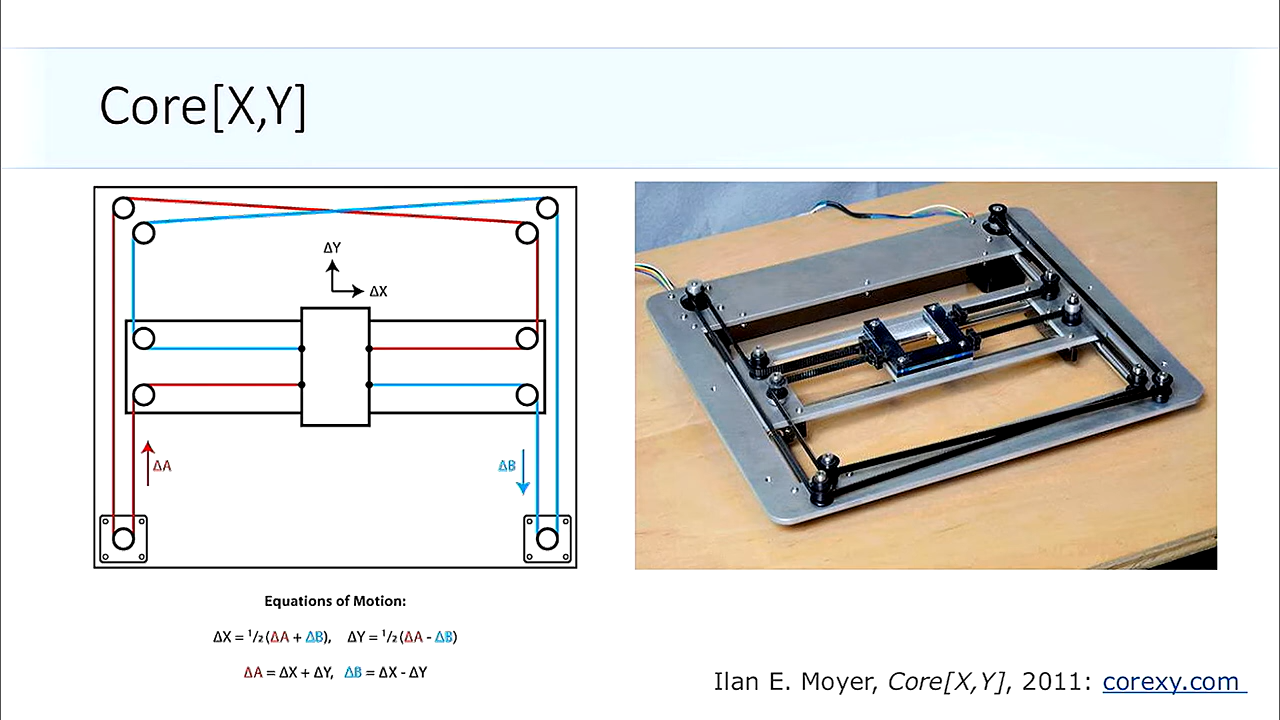 Core[X,Y]
ΔY
ΔX
ΔA
ΔB
Equations of Motion:
ΔX = ¹/₂(ΔA + ΔB), ΔY = ¹/₂(ΔA - ΔB)
ΔA = ΔX + ΔY, ΔB = ΔX - ΔY
Ilan E. Moyer, Core[X,Y], 2011: corexy.com